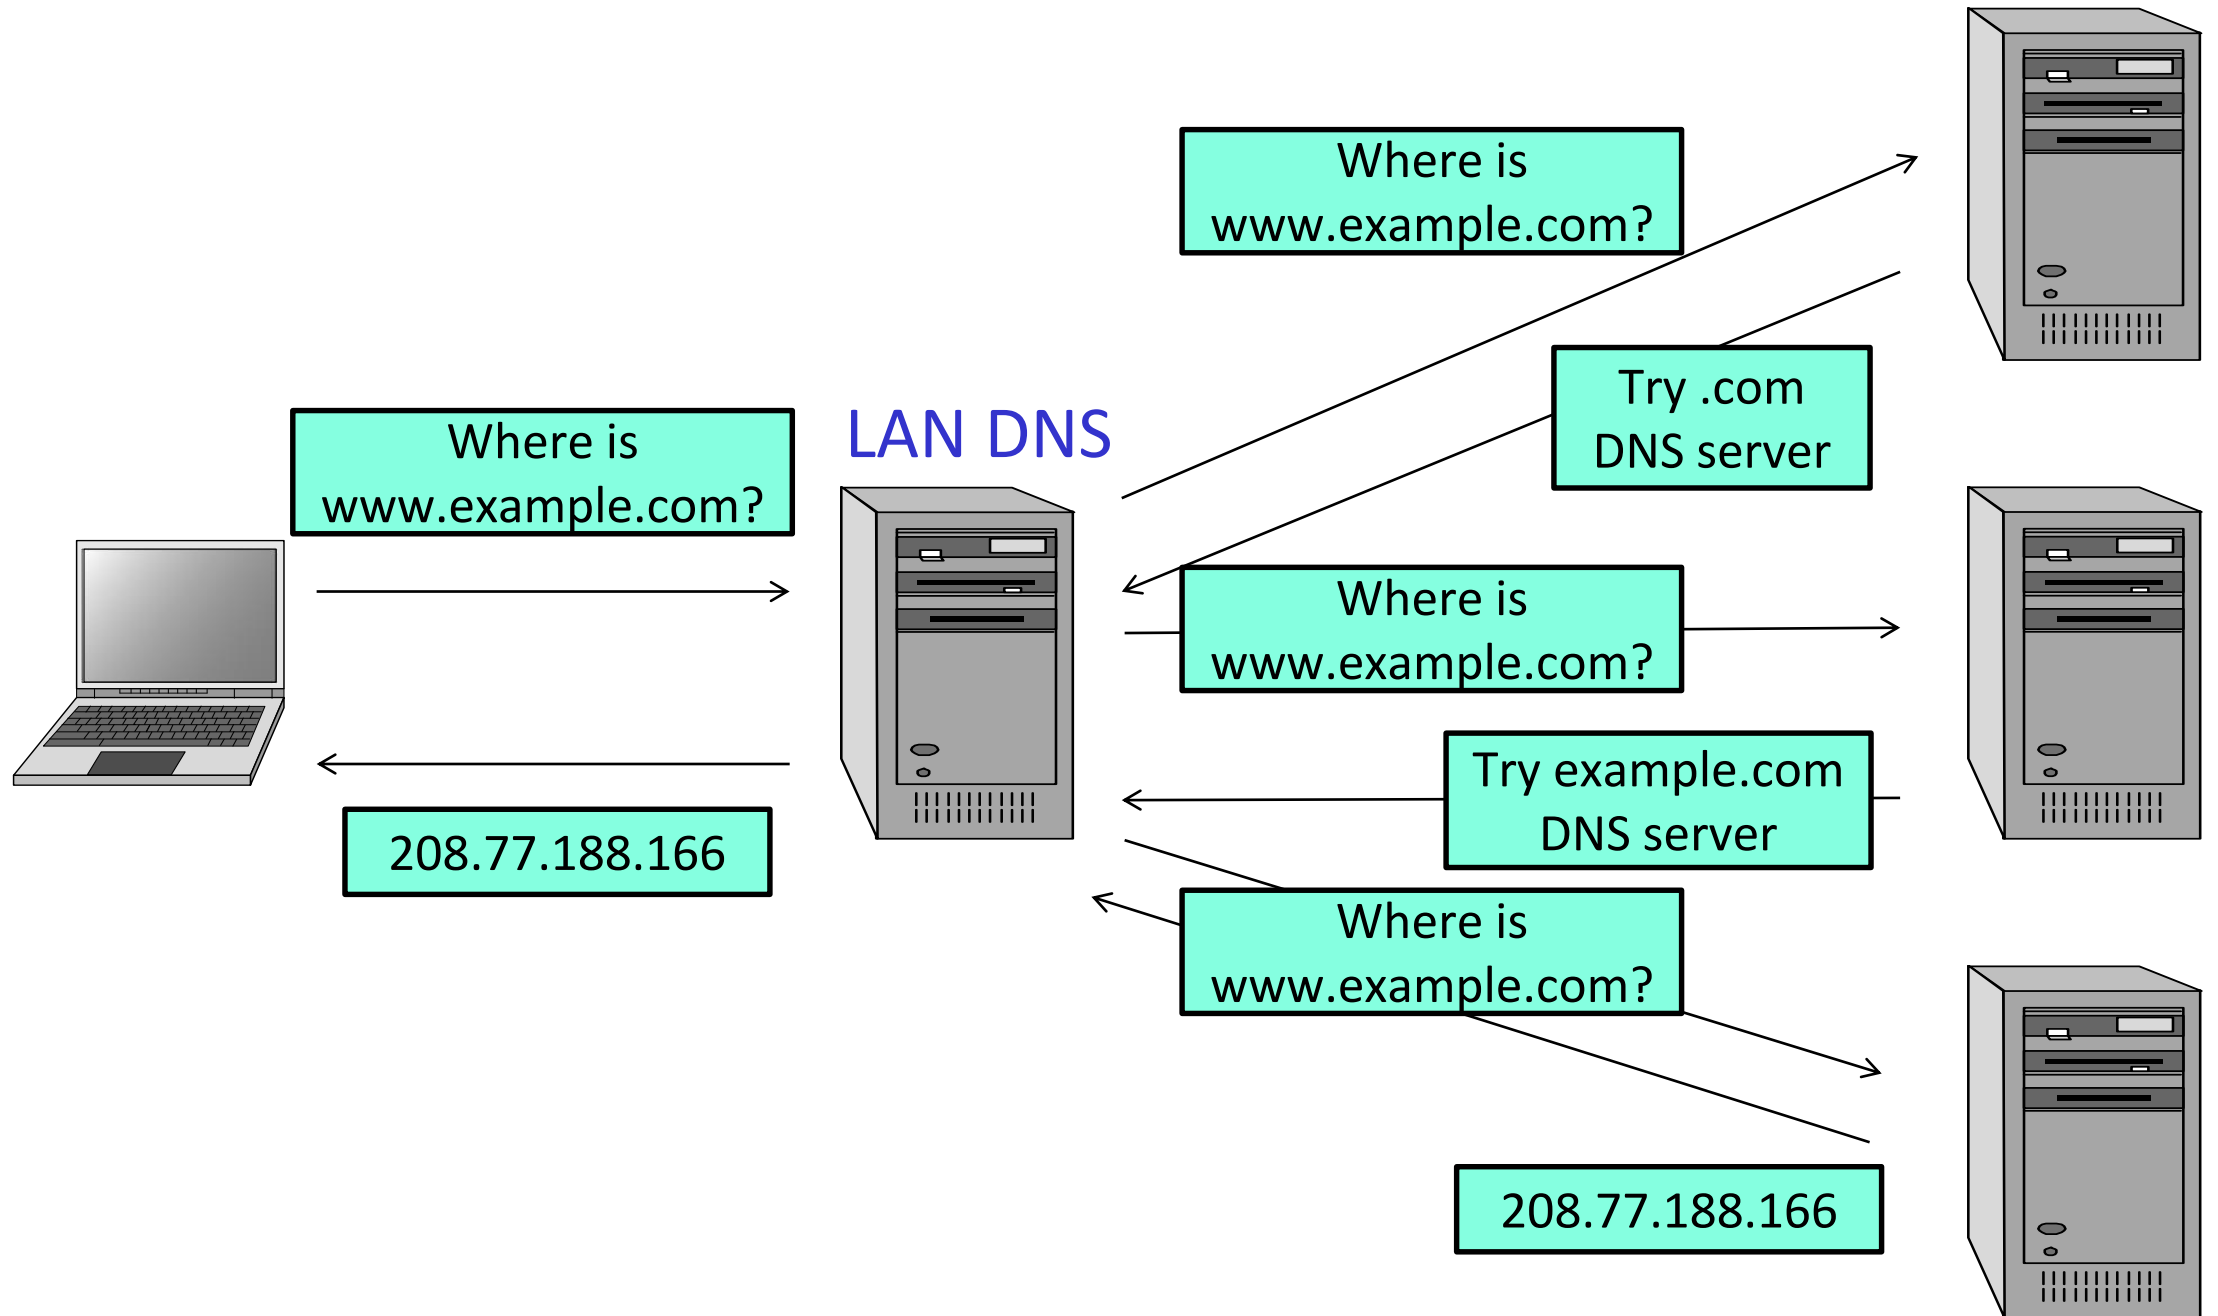 Where is
www.example.com?
Try .com
DNS server
LAN DNS
Where is
www.example.com?
Where is
www.example.com?
Try example.com
DNS server
208.77.188.166
Where is
www.example.com?
208.77.188.166